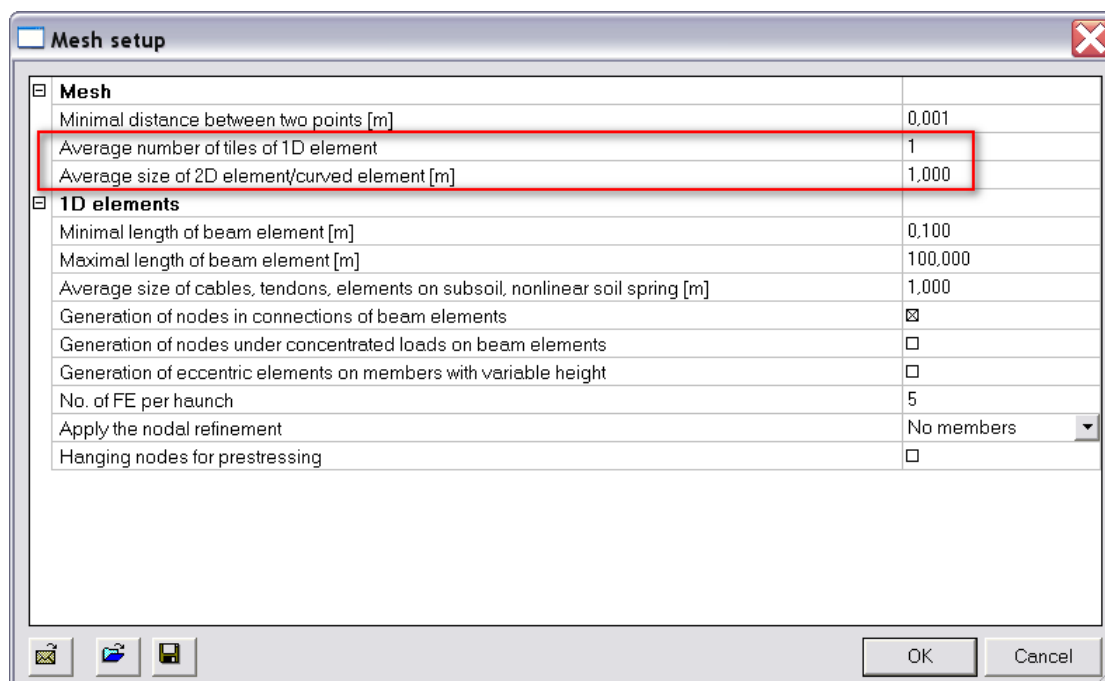 Mesh setup
Mesh
Minimal distance between two points [m] 0,001
Average number of tiles of 1D element 1
Average size of 2D element/curved element [m] 1,000
1D elements
Minimal length of beam element [m] 0,100
Maximal length of beam element [m] 100,000
Average size of cables, tendons, elements on subsoil, nonlinear soil spring [m] 1,000
Generation of nodes in connections of beam elements
Generation of nodes under concentrated loads on beam elements
Generation of eccentric elements on members with variable height
No. of FE per haunch 5
Apply the nodal refinement No members
Hanging nodes for prestressing
OK Cancel